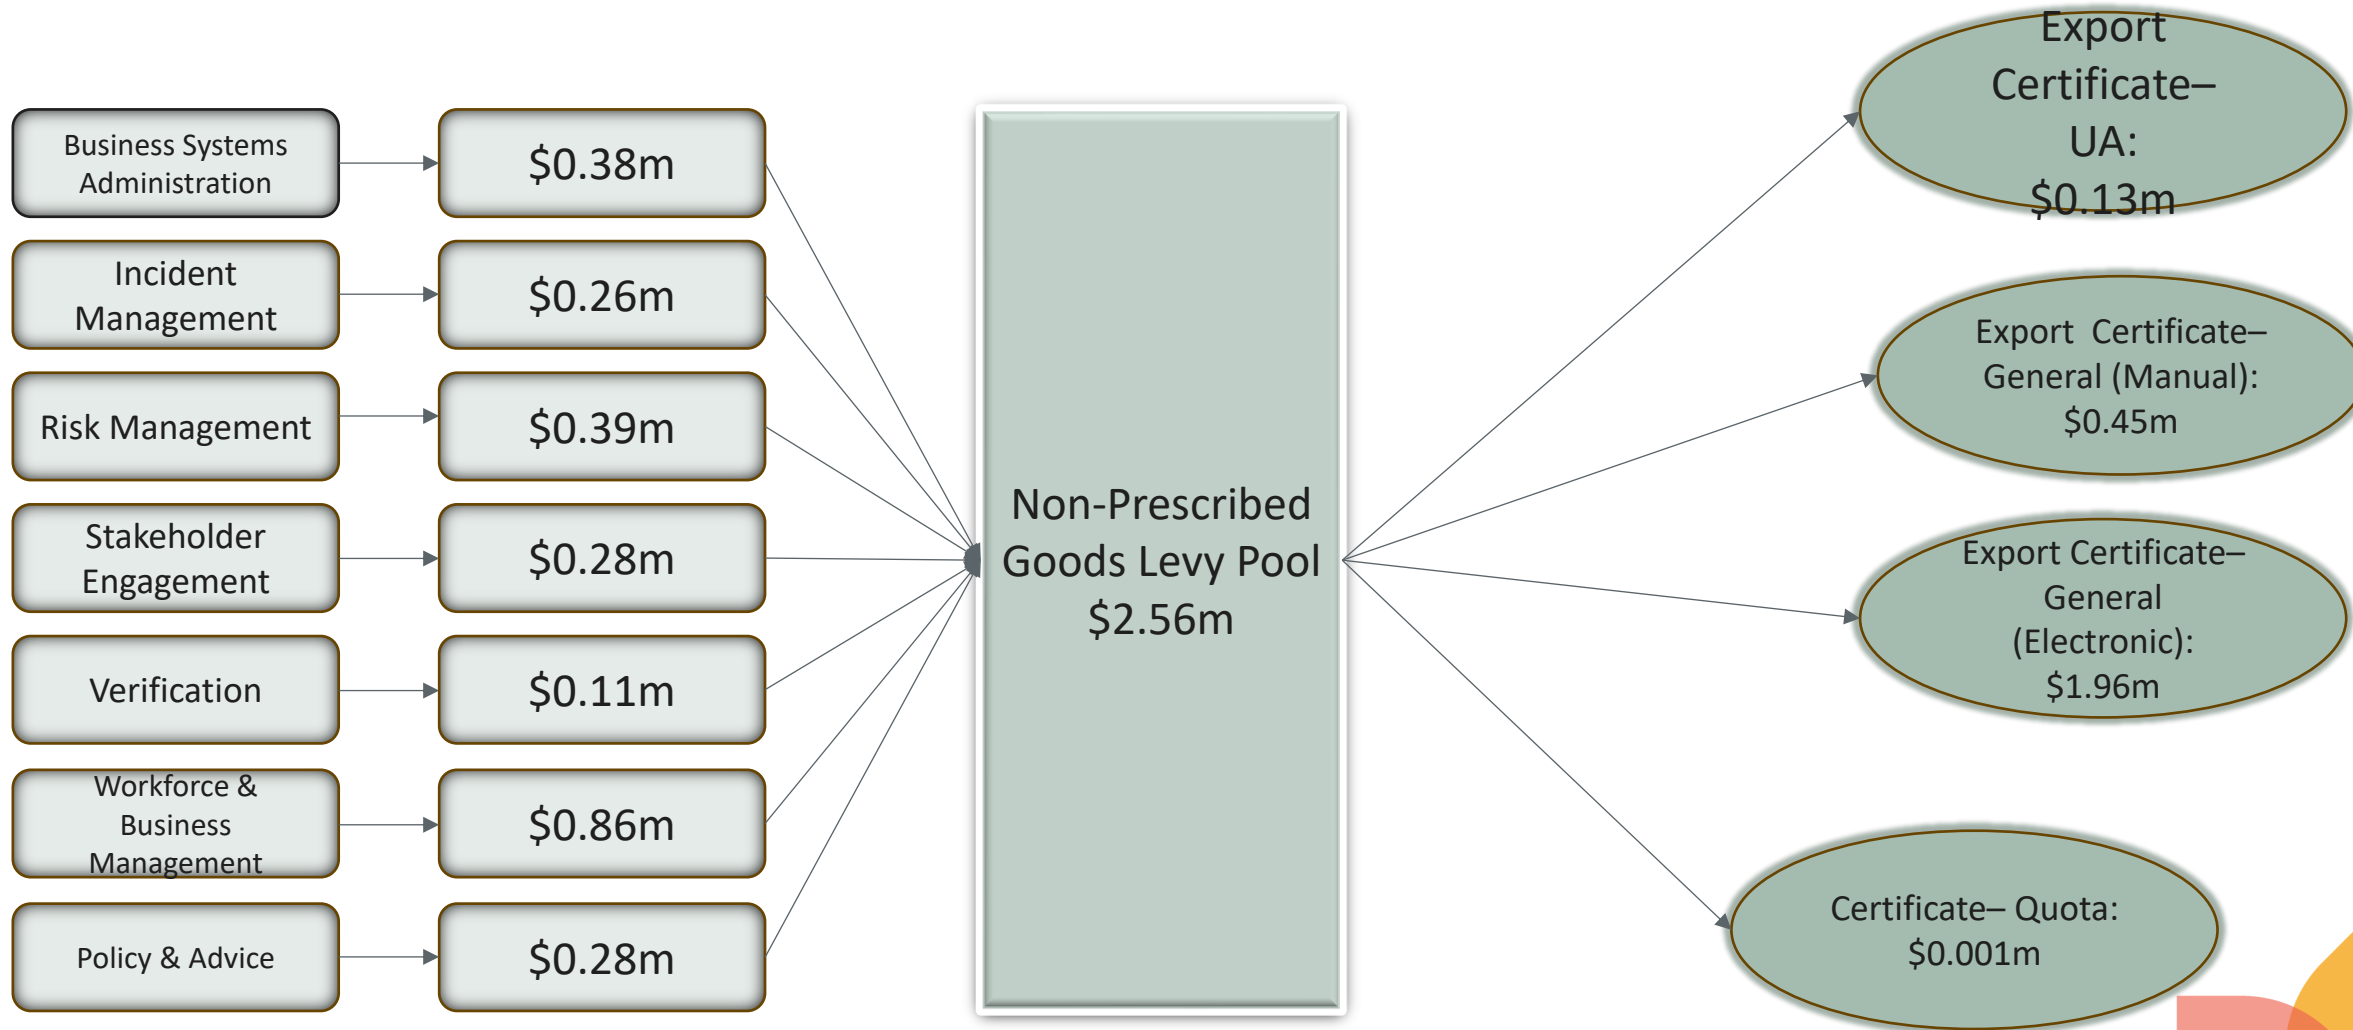 Business Systems
Administration
$0.38m
Incident
Management
$0.26m
Risk Management
$0.39m
Stakeholder
Engagement
$0.28m
Verification
$0.11m
Workforce &
Business
Management
$0.86m
Policy & Advice
$0.28m
Non-Prescribed
Goods Levy Pool
$2.56m
Export
Certificate–
UA:
$0.13m
Export  Certificate–
General (Manual):
$0.45m
Export Certificate–
General
(Electronic):
$1.96m
Certificate– Quota:
$0.001m